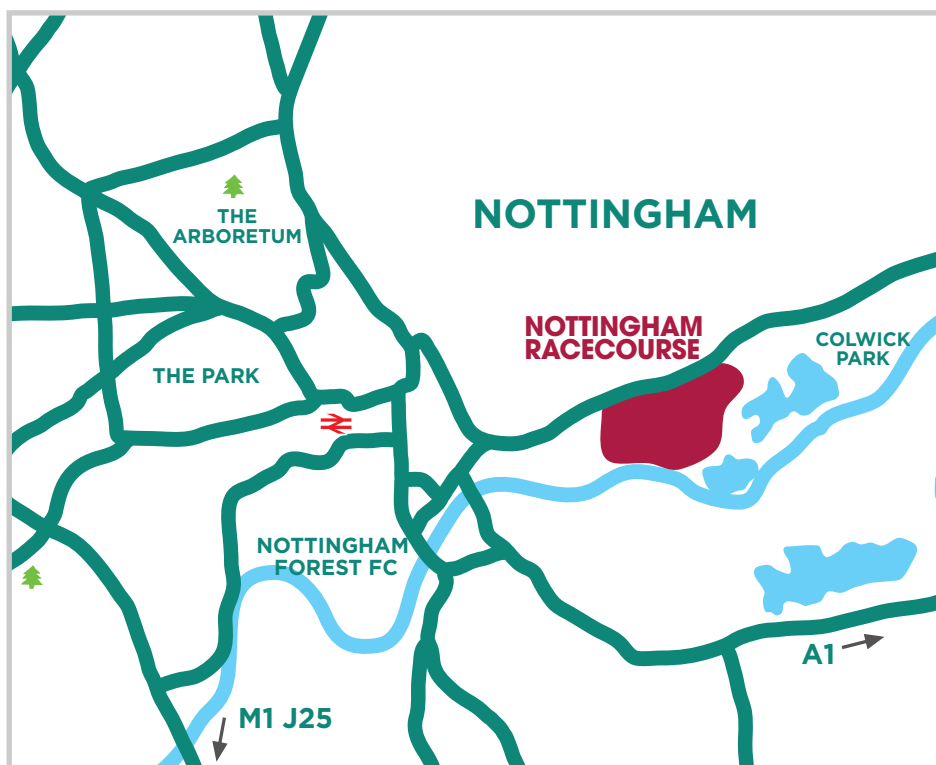 THE
ARBORETUM
NOTTINGHAM
NOTTINGHAM
RACECOURSE
COLWICK
PARK
THE PARK
NOTTINGHAM
FOREST FC
A1
M1 J25